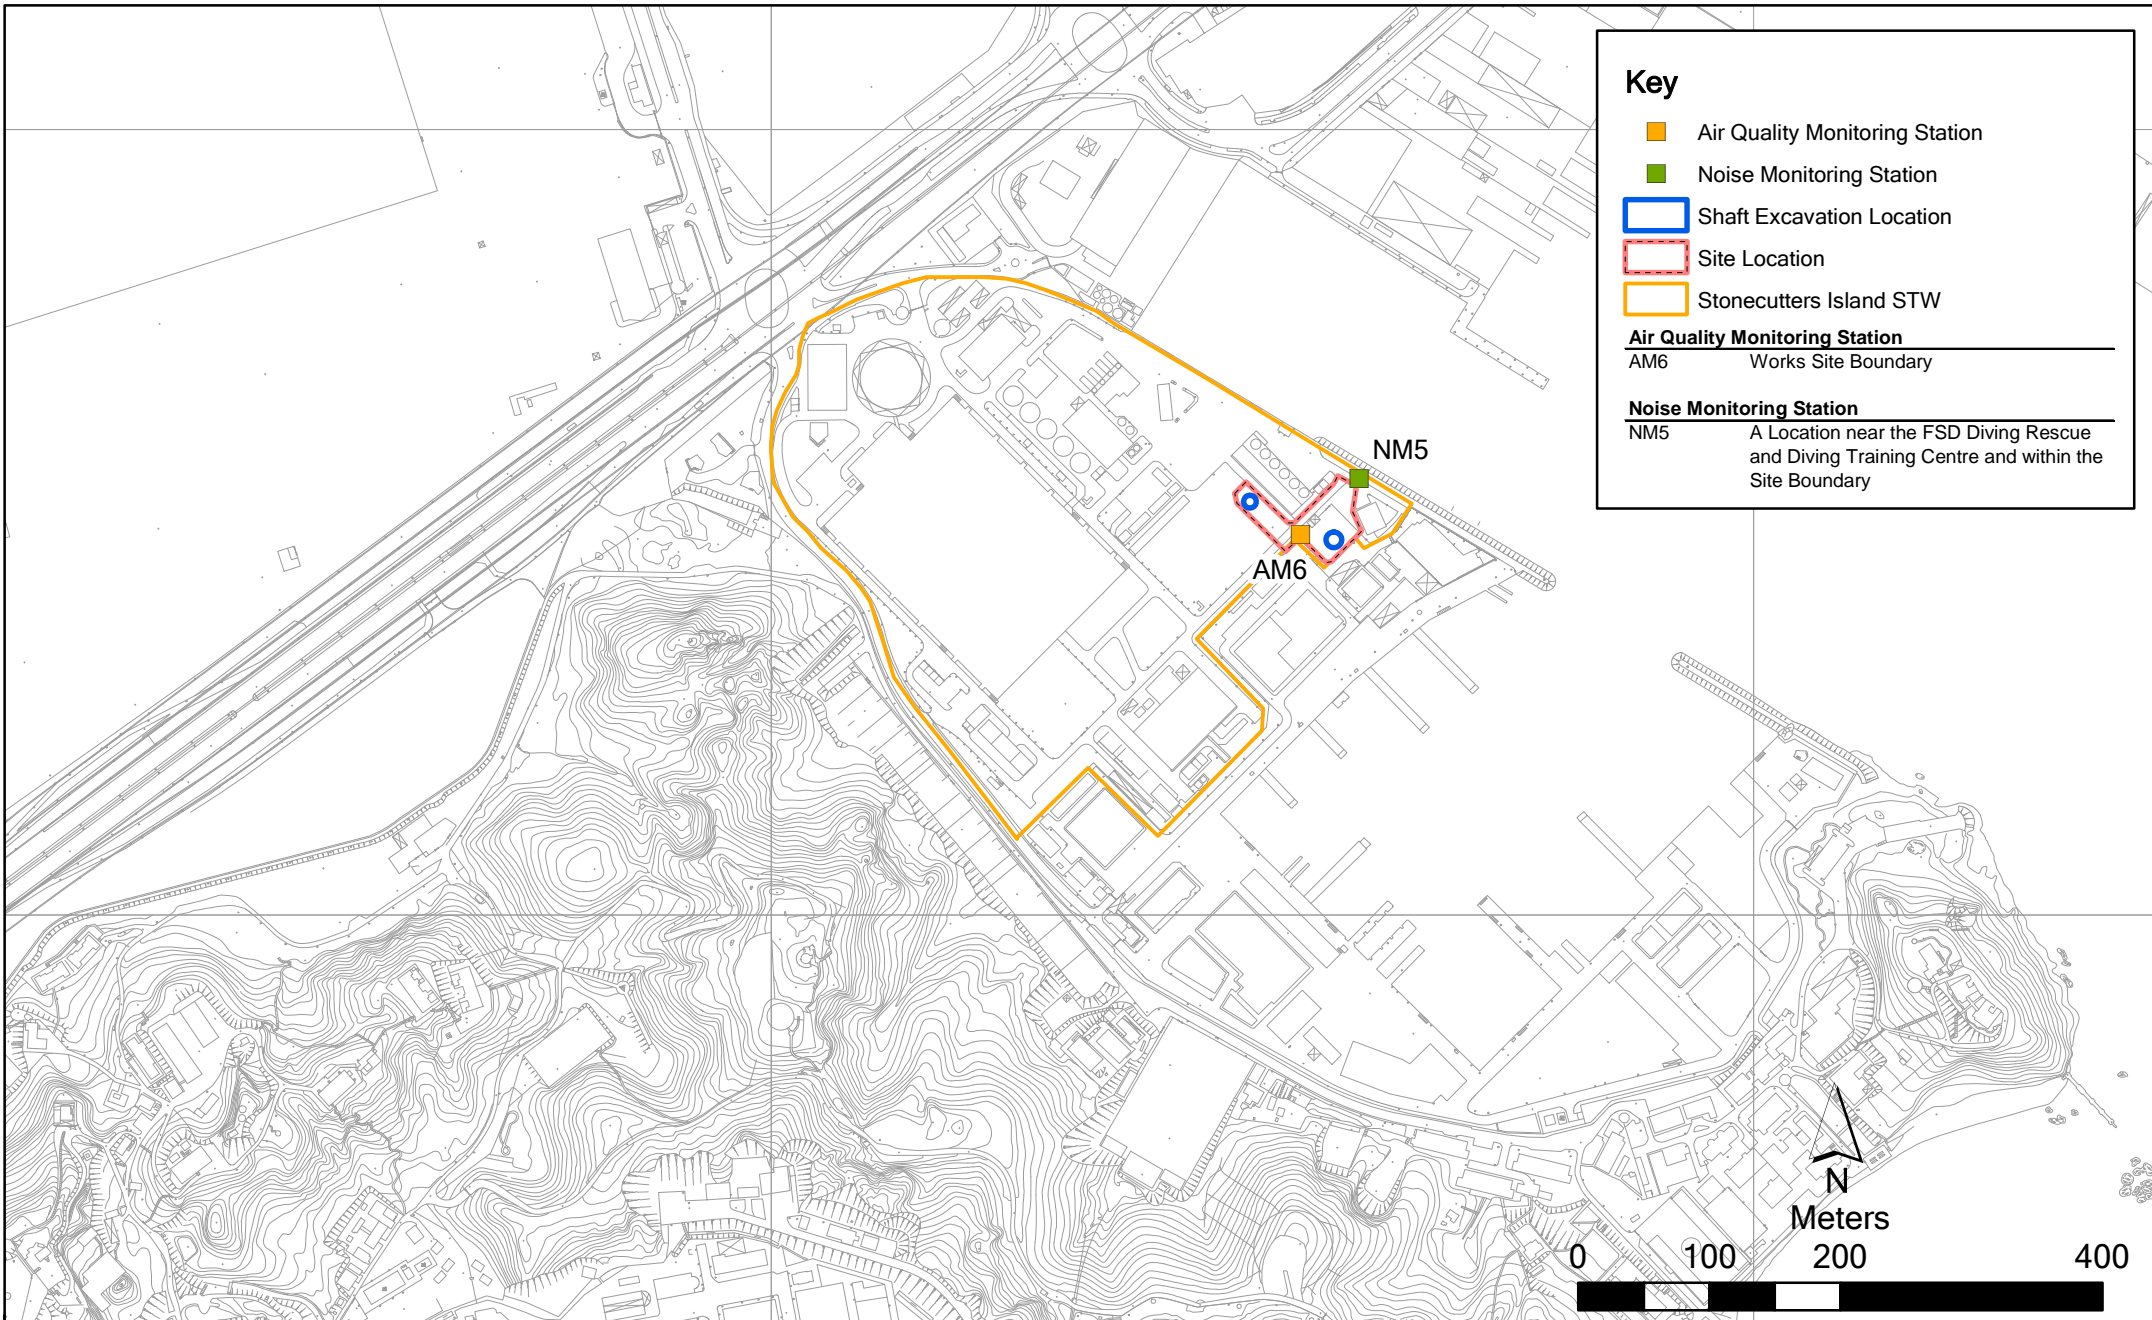 Key
Air Quality Monitoring Station
Noise Monitoring Station
Shaft Excavation Location
Site Location
Stonecutters Island STW
Air Quality Monitoring Station
AM6 Works Site Boundary
Noise Monitoring Station
NM5 A Location near the FSD Diving Rescue
and Diving Training Centre and within the
Site Boundary
NM5
AM6
N
Meters
0 100 200 400